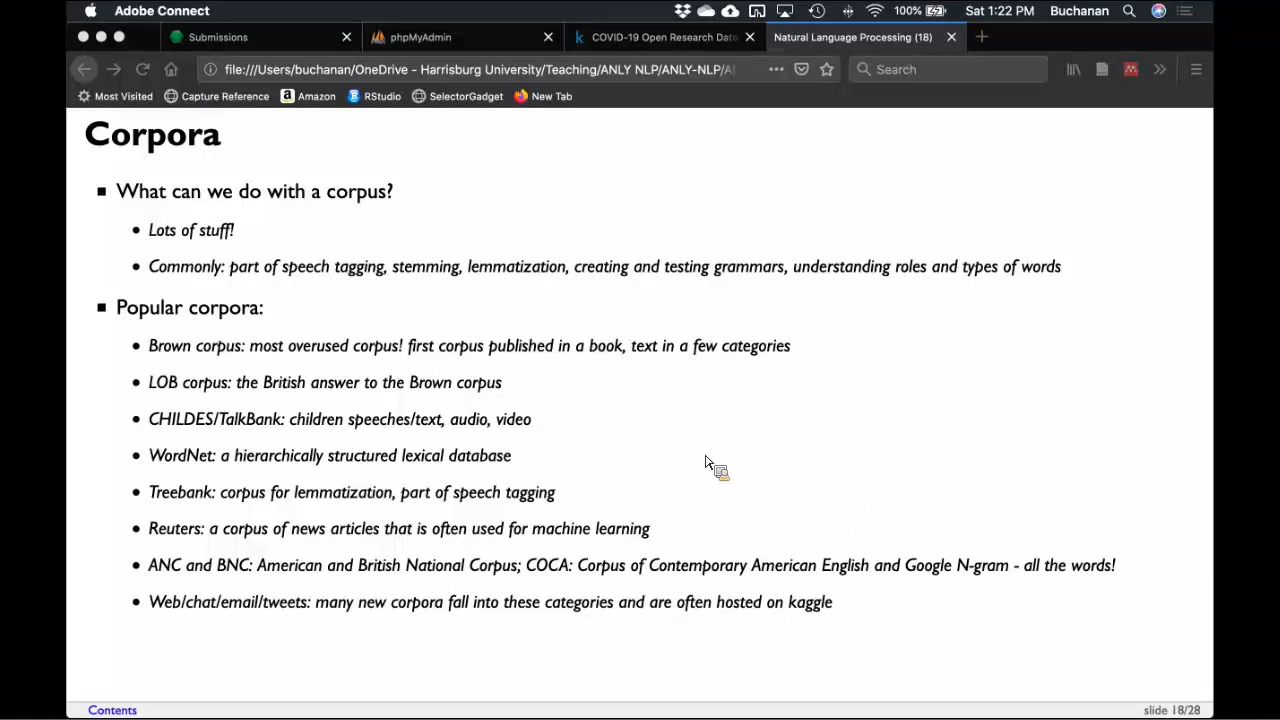 Adobe Connect
100%
Sat 1:22 PM
Buchanan
Submissions
phpMyAdmin
COVID-19 Open Research Data
Natural Language Processing (18)
file:///Users/buchanan/OneDrive - Harrisburg University/Teaching/ANLY NLP/ANLY-NLP/
Search
Most Visited
Capture Reference
Amazon
RStudio
SelectorGadget
New Tab
Corpora
What can we do with a corpus?
Lots of stuff!
Commonly: part of speech tagging, stemming, lemmatization, creating and testing grammars, understanding roles and types of words
Popular corpora:
Brown corpus: most overused corpus! first corpus published in a book, text in a few categories
LOB corpus: the British answer to the Brown corpus
CHILDES/TalkBank: children speeches/text, audio, video
WordNet: a hierarchically structured lexical database
Treebank: corpus for lemmatization, part of speech tagging
Reuters: a corpus of news articles that is often used for machine learning
ANC and BNC: American and British National Corpus; COCA: Corpus of Contemporary American English and Google N-gram - all the words!
Web/chat/email/tweets: many new corpora fall into these categories and are often hosted on kaggle
Contents
slide 18/28